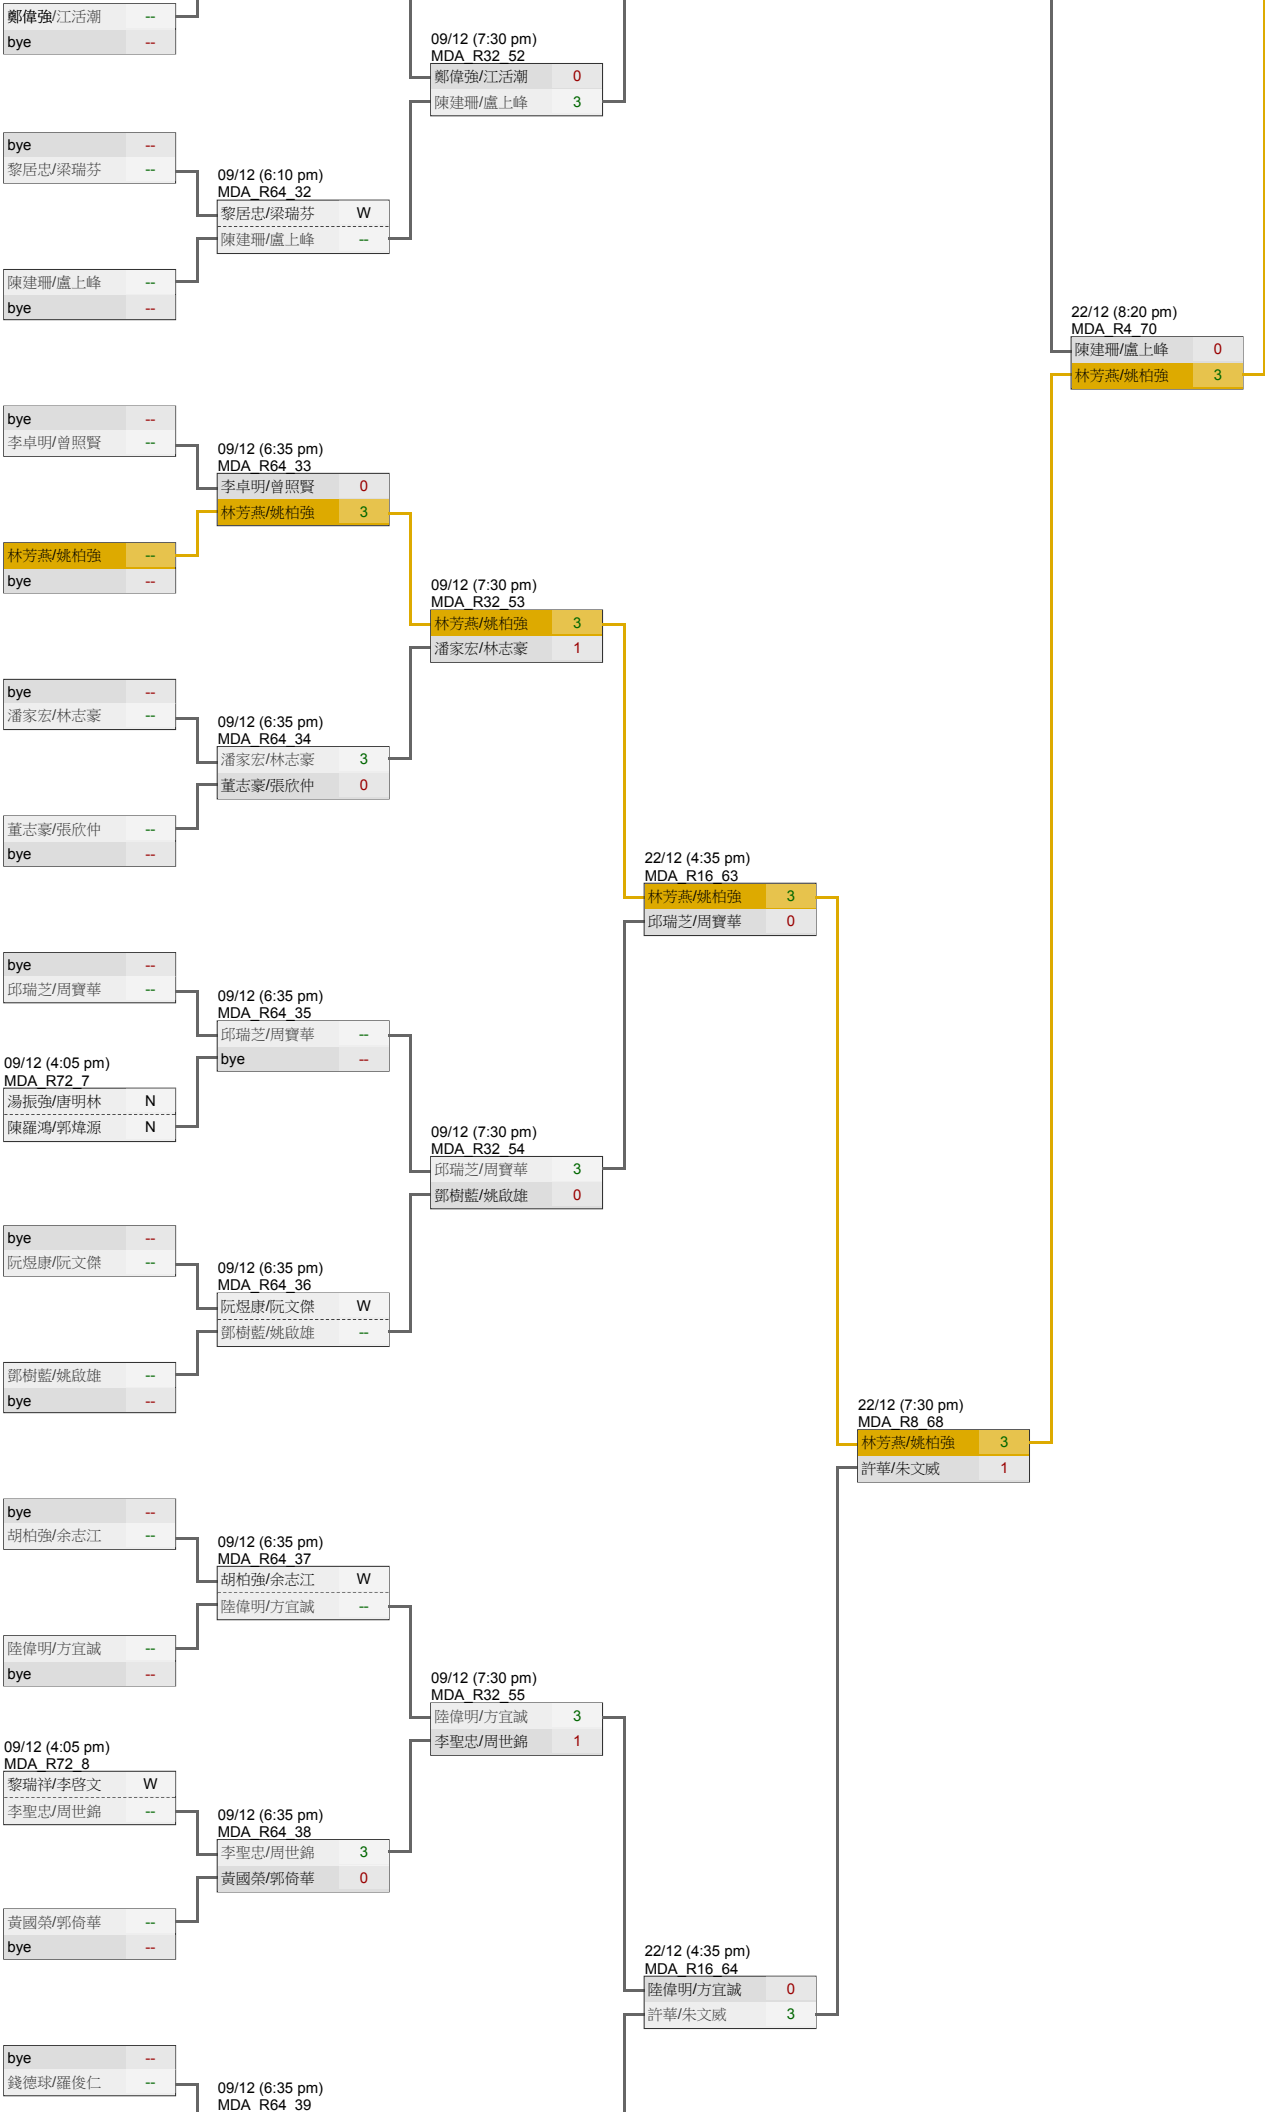 鄭偉強/江活潮 --
bye --
09/12 (7:30 pm)
MDA_R32_52
鄭偉強/江活潮 0
陳建珊/盧上峰 3
bye --
黎居忠/梁瑞芬 --
09/12 (6:10 pm)
MDA_R64_32
黎居忠/梁瑞芬 W
陳建珊/盧上峰 --
陳建珊/盧上峰 --
bye --
22/12 (8:20 pm)
MDA_R4_70
陳建珊/盧上峰 0
林芳燕/姚柏強 3
bye --
李卓明/曾照賢 --
09/12 (6:35 pm)
MDA_R64_33
李卓明/曾照賢 0
林芳燕/姚柏強 3
林芳燕/姚柏強 --
bye --
09/12 (7:30 pm)
MDA_R32_53
林芳燕/姚柏強 3
潘家宏/林志豪 1
bye --
潘家宏/林志豪 --
09/12 (6:35 pm)
MDA_R64_34
潘家宏/林志豪 3
董志豪/張欣仲 0
董志豪/張欣仲 --
bye --
22/12 (4:35 pm)
MDA_R16_63
林芳燕/姚柏強 3
邱瑞芝/周寶華 0
bye --
邱瑞芝/周寶華 --
09/12 (6:35 pm)
MDA_R64_35
邱瑞芝/周寶華 --
bye --
09/12 (4:05 pm)
MDA_R72_7
湯振強/唐明林 N
陳羅鴻/郭煒源 N
09/12 (7:30 pm)
MDA_R32_54
邱瑞芝/周寶華 3
鄧樹藍/姚啟雄 0
bye --
阮煜康/阮文傑 --
09/12 (6:35 pm)
MDA_R64_36
阮煜康/阮文傑 W
鄧樹藍/姚啟雄 --
鄧樹藍/姚啟雄 --
bye --
22/12 (7:30 pm)
MDA_R8_68
林芳燕/姚柏強 3
許華/朱文威 1
bye --
胡柏強/余志江 --
09/12 (6:35 pm)
MDA_R64_37
胡柏強/余志江 W
陸偉明/方宜誠 --
陸偉明/方宜誠 --
bye --
09/12 (7:30 pm)
MDA_R32_55
陸偉明/方宜誠 3
李聖忠/周世錦 1
09/12 (4:05 pm)
MDA_R72_8
黎瑞祥/李啓文 W
李聖忠/周世錦 --
09/12 (6:35 pm)
MDA_R64_38
李聖忠/周世錦 3
黃國榮/郭倚華 0
黃國榮/郭倚華 --
bye --
22/12 (4:35 pm)
MDA_R16_64
陸偉明/方宜誠 0
許華/朱文威 3
bye --
錢德球/羅俊仁 --
09/12 (6:35 pm)
MDA_R64_39